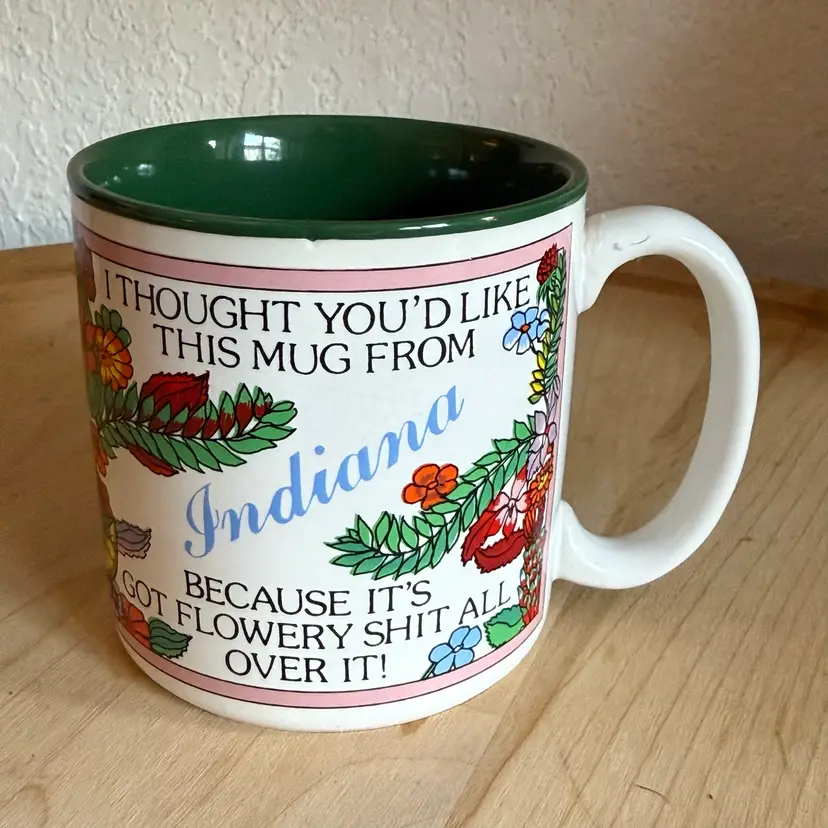 I THOUGHT YOU'D LIKE
THIS MUG FROM
Indiana
BECAUSE IT'S
GOT FLOWERY SHIT ALL
OVER IT!